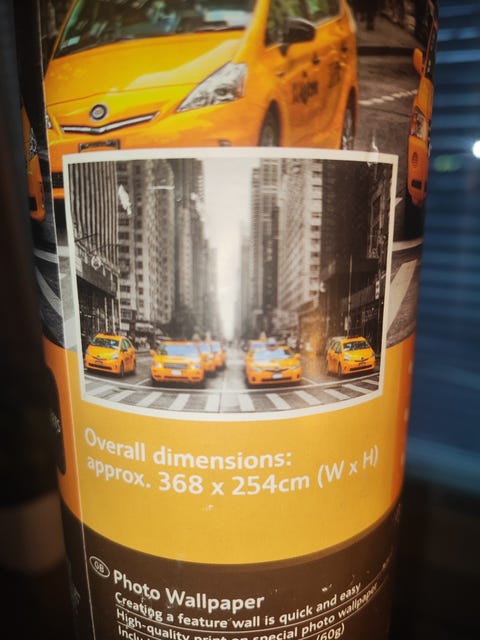 Overall dimensions:
approx. 368 x 254cm (W x H)
GB
Photo Wallpaper
Creating a feature wall is quick and easy
High-quality print on special photo wallpaper
(60g)